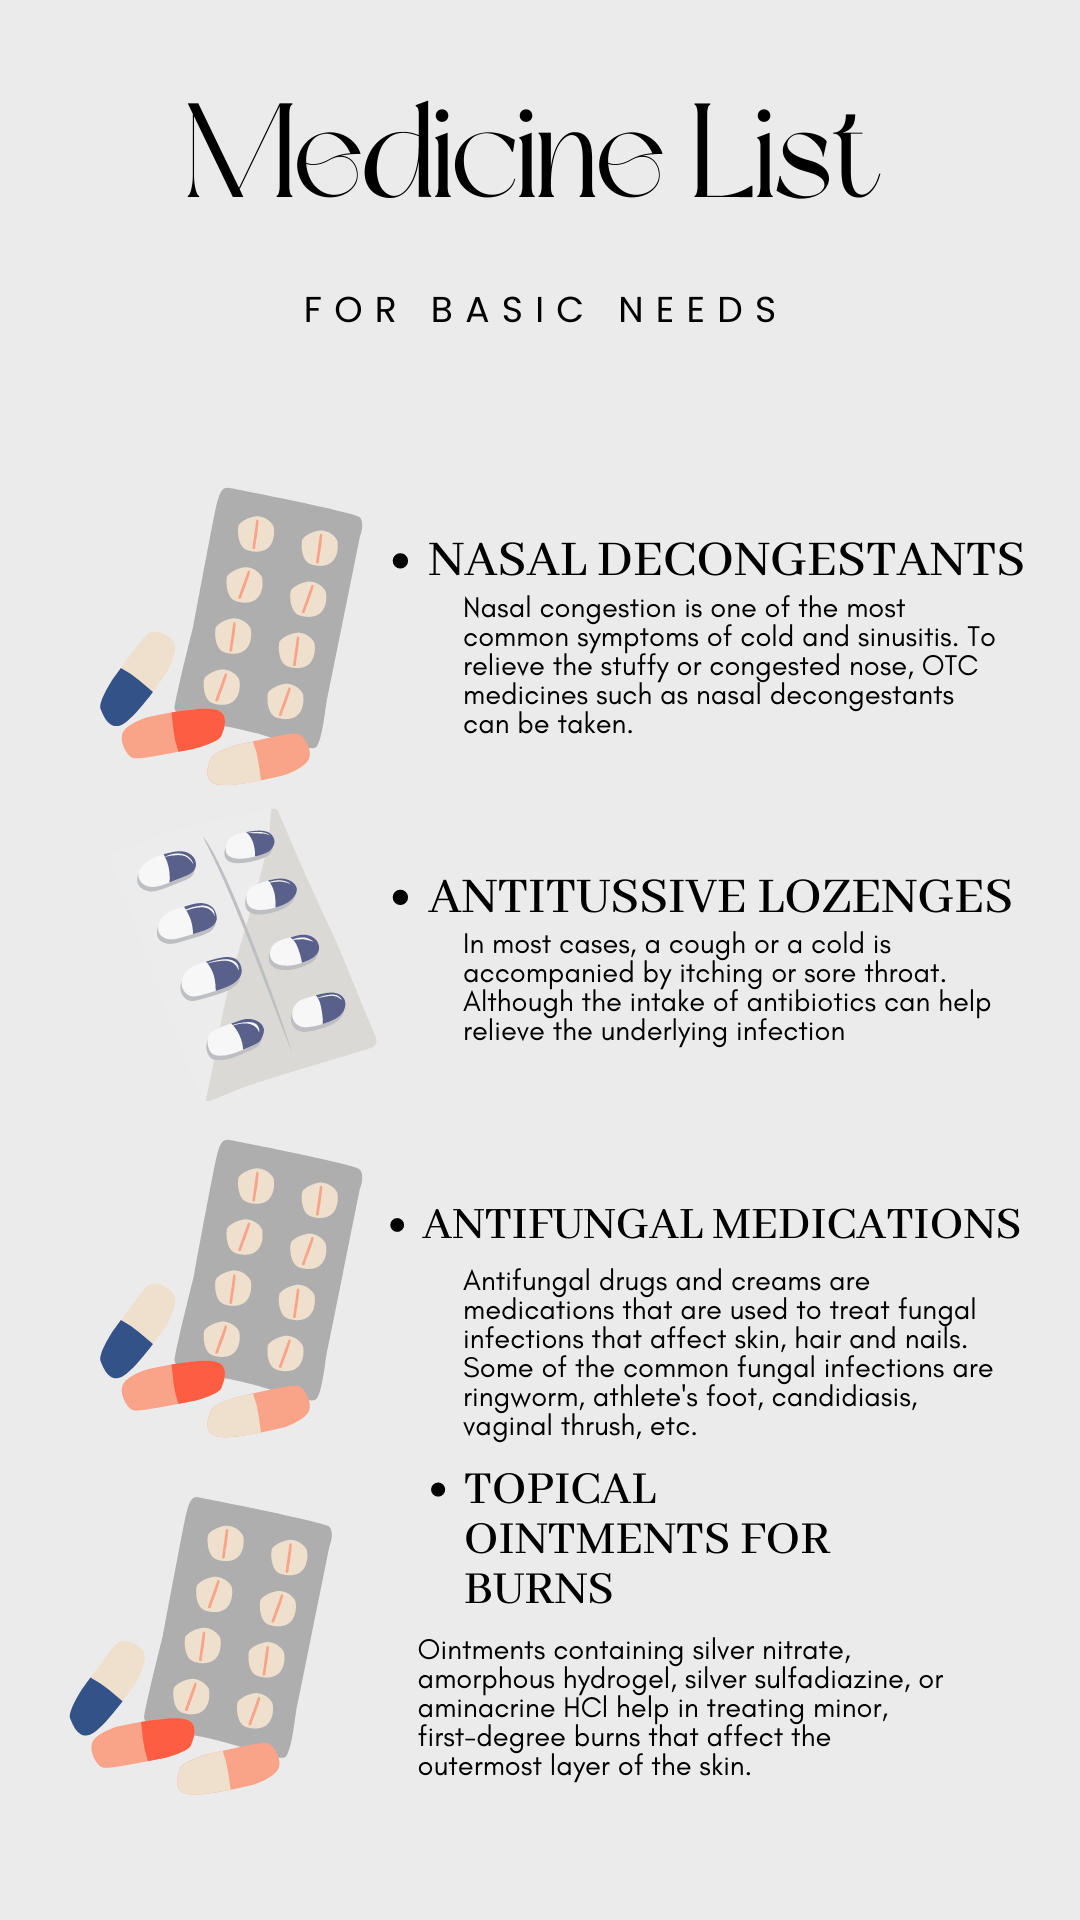 Medicine List
FOR BASIC NEEDS
• NASAL DECONGESTANTS
Nasal congestion is one of the most
common symptoms of cold and sinusitis. To
relieve the stuffy or congested nose, OTC
medicines such as nasal decongestants
can be taken.
• ANTITUSSIVE LOZENGES
In most cases, a cough or a cold is
accompanied by itching or sore throat.
Although the intake of antibiotics can help
relieve the underlying infection
• ANTIFUNGAL MEDICATIONS
Antifungal drugs and creams are
medications that are used to treat fungal
infections that affect skin, hair and nails.
Some of the common fungal infections are
ringworm, athlete's foot, candidiasis,
vaginal thrush, etc.
• TOPICAL
OINTMENTS FOR
BURNS
Ointments containing silver nitrate,
amorphous hydrogel, silver sulfadiazine, or
aminacrine HCl help in treating minor,
first-degree burns that affect the
outermost layer of the skin.